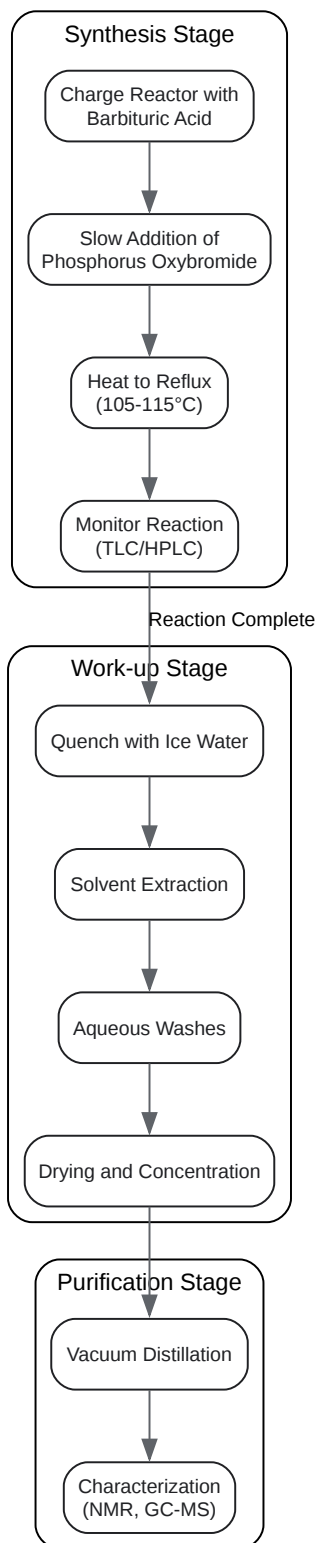 Synthesis Stage
Charge Reactor with
Barbituric Acid
Slow Addition of
Phosphorus Oxybromide
Heat to Reflux
(105-115°C)
Monitor Reaction
(TLC/HPLC)
Reaction Complete
Work-up Stage
Quench with Ice Water
Solvent Extraction
Aqueous Washes
Drying and Concentration
Purification Stage
Vacuum Distillation
Characterization
(NMR, GC-MS)